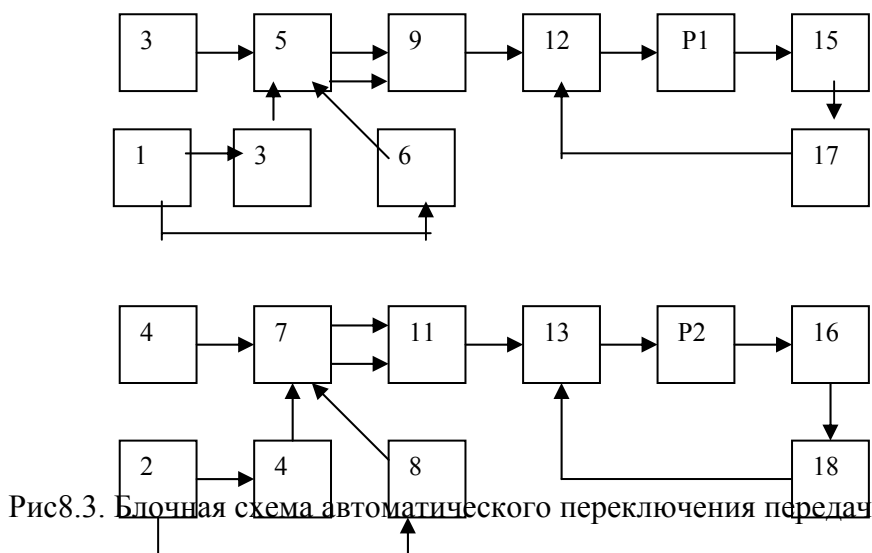 3 5 9 12 P1 15
1 3 6 17
4 7 11 13 P2 16
2 4 8 18
Рис8.3. Блочная схема автоматического переключения передач